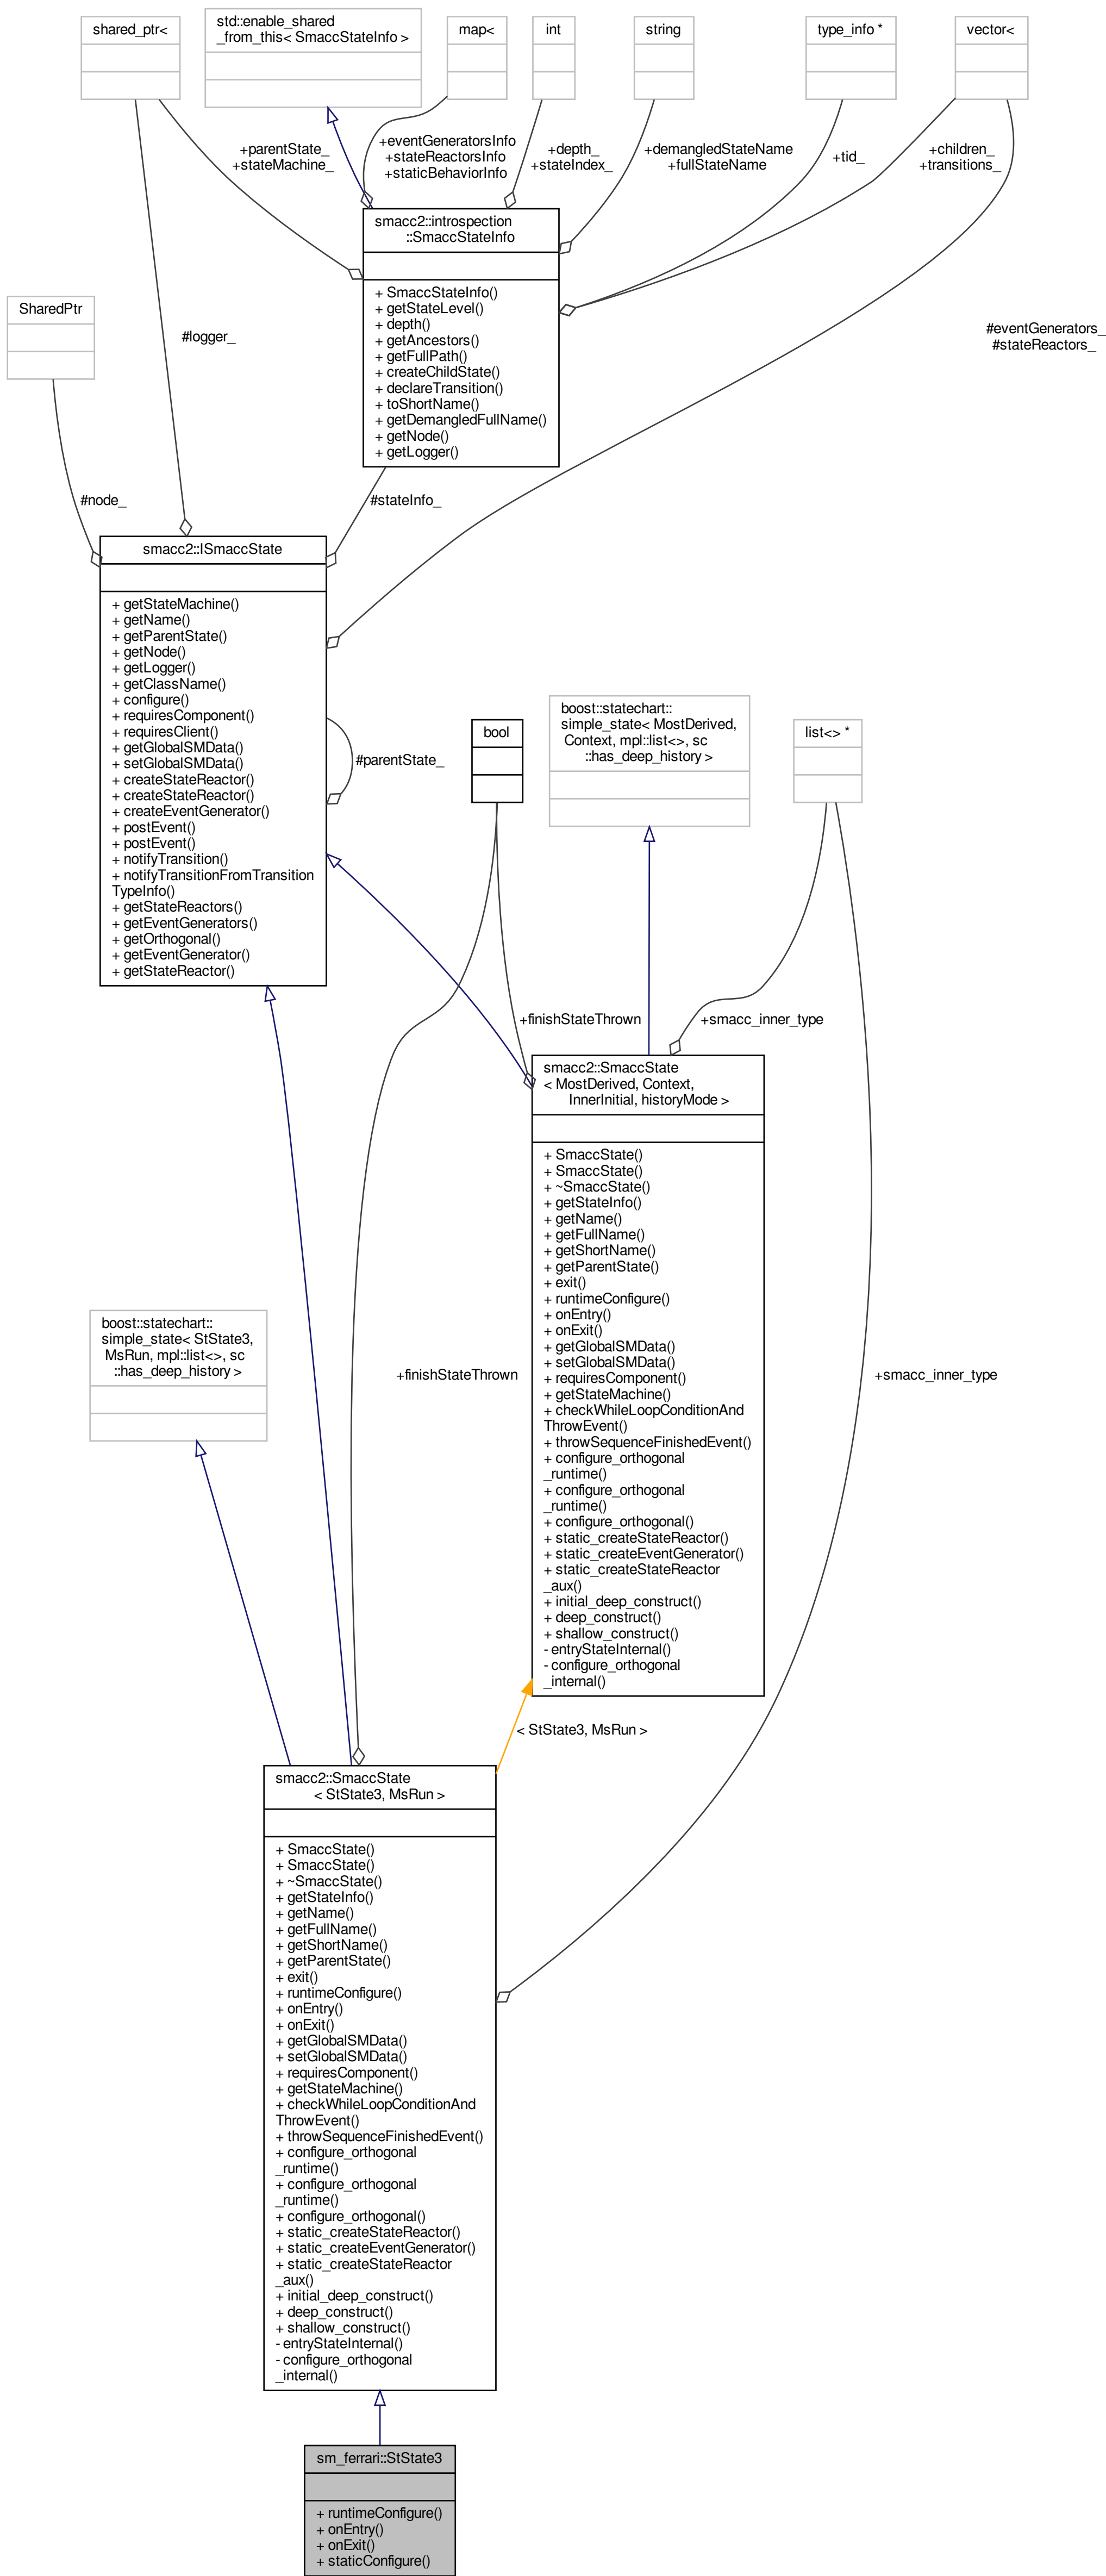 shared_ptr<
std::enable_shared
_from_this< SmaccStateInfo >
map<
int
string
type_info *
vector<
+parentState_
+stateMachine_
+eventGeneratorsInfo
+stateReactorsInfo
+staticBehaviorInfo
+depth_
+stateIndex_
+demangledStateName
+fullStateName
+tid_
+children_
+transitions_
smacc2::introspection
::SmaccStateInfo
+ SmaccStateInfo()
+ getStateLevel()
+ depth()
+ getAncestors()
+ getFullPath()
+ createChildState()
+ declareTransition()
+ toShortName()
+ getDemangledFullName()
+ getNode()
+ getLogger()
SharedPtr
#logger_
#eventGenerators_
#stateReactors_
#node_
#stateInfo_
smacc2::ISmaccState
+ getStateMachine()
+ getName()
+ getParentState()
+ getNode()
+ getLogger()
+ getClassName()
+ configure()
+ requiresComponent()
+ requiresClient()
+ getGlobalSMData()
+ setGlobalSMData()
+ createStateReactor()
+ createStateReactor()
+ createEventGenerator()
+ postEvent()
+ postEvent()
+ notifyTransition()
+ notifyTransitionFromTransition
TypeInfo()
+ getStateReactors()
+ getEventGenerators()
+ getOrthogonal()
+ getEventGenerator()
+ getStateReactor()
#parentState_
bool
boost::statechart::
simple_state< MostDerived,
Context, mpl::list<>, sc
::has_deep_history >
list<> *
+finishStateThrown
+smacc_inner_type
smacc2::SmaccState
< MostDerived, Context,
InnerInitial, historyMode >
+ SmaccState()
+ SmaccState()
+ ~SmaccState()
+ getStateInfo()
+ getName()
+ getFullName()
+ getShortName()
+ getParentState()
+ exit()
+ runtimeConfigure()
+ onEntry()
+ onExit()
+ getGlobalSMData()
+ setGlobalSMData()
+ requiresComponent()
+ getStateMachine()
+ checkWhileLoopConditionAnd
ThrowEvent()
+ throwSequenceFinishedEvent()
+ configure_orthogonal
_runtime()
+ configure_orthogonal
_runtime()
+ configure_orthogonal()
+ static_createStateReactor()
+ static_createEventGenerator()
+ static_createStateReactor
_aux()
+ initial_deep_construct()
+ deep_construct()
+ shallow_construct()
- entryStateInternal()
- configure_orthogonal
_internal()
boost::statechart::
simple_state< StState3,
MsRun, mpl::list<>, sc
::has_deep_history >
+finishStateThrown
+smacc_inner_type
< StState3, MsRun >
smacc2::SmaccState
< StState3, MsRun >
+ SmaccState()
+ SmaccState()
+ ~SmaccState()
+ getStateInfo()
+ getName()
+ getFullName()
+ getShortName()
+ getParentState()
+ exit()
+ runtimeConfigure()
+ onEntry()
+ onExit()
+ getGlobalSMData()
+ setGlobalSMData()
+ requiresComponent()
+ getStateMachine()
+ checkWhileLoopConditionAnd
ThrowEvent()
+ throwSequenceFinishedEvent()
+ configure_orthogonal
_runtime()
+ configure_orthogonal
_runtime()
+ configure_orthogonal()
+ static_createStateReactor()
+ static_createEventGenerator()
+ static_createStateReactor
_aux()
+ initial_deep_construct()
+ deep_construct()
+ shallow_construct()
- entryStateInternal()
- configure_orthogonal
_internal()
sm_ferrari::StState3
+ runtimeConfigure()
+ onEntry()
+ onExit()
+ staticConfigure()